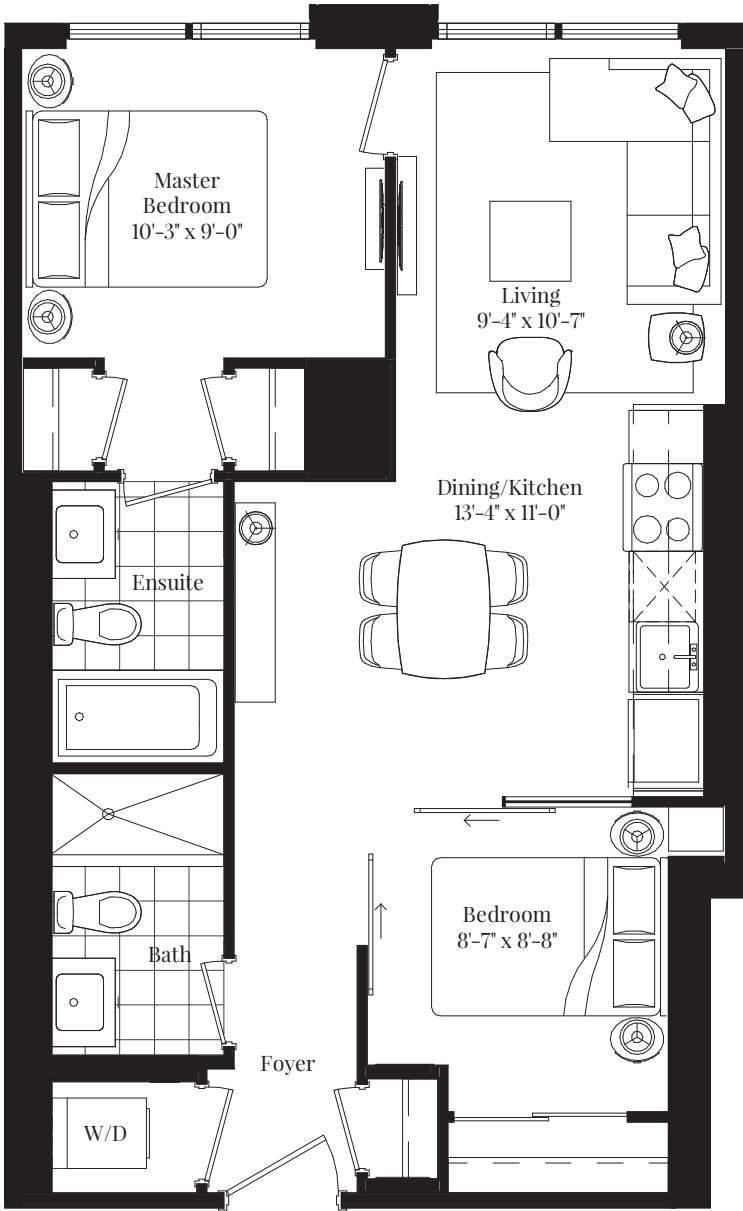 Master
Bedroom
10'-3" x 9'-0"
Living
9'-4" x 10'-7"
Dining/Kitchen
13'-4" x 11'-0"
Ensuite
Bedroom
8'-7" x 8'-8"
Bath
Foyer
W/D